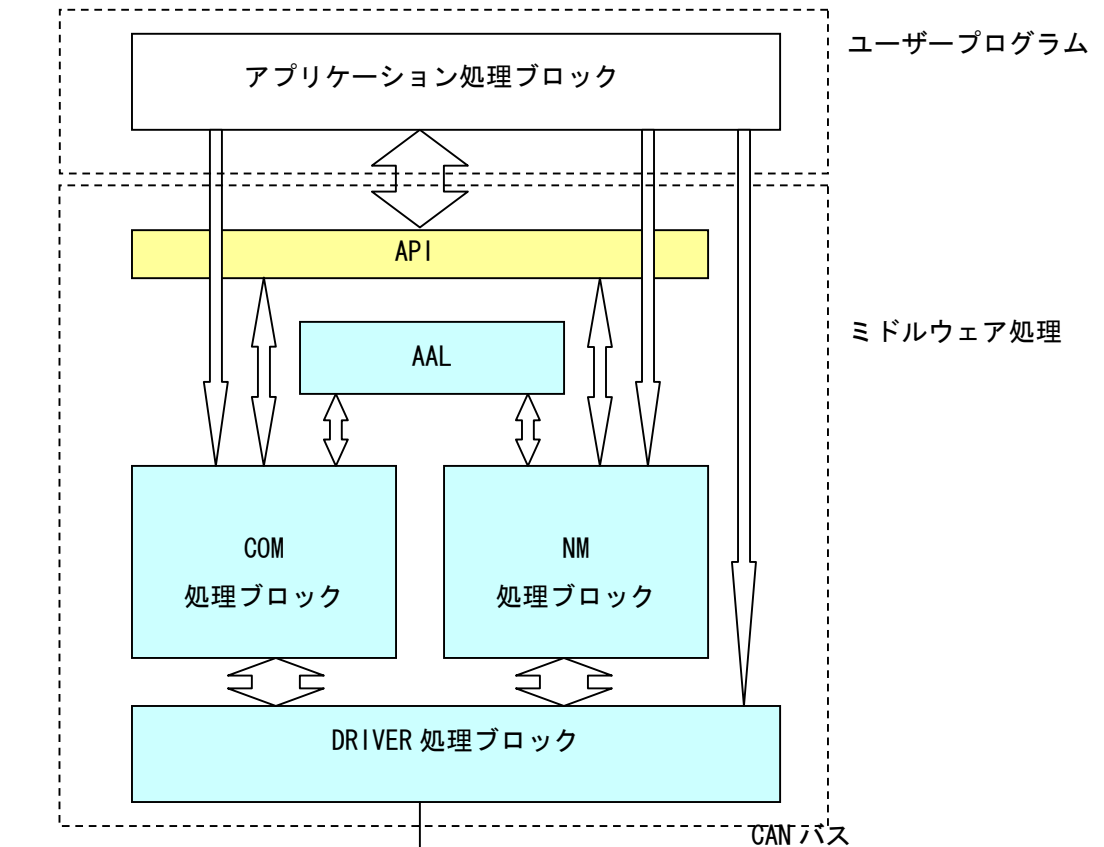 ユーザープログラム
アプリケーション処理ブロック
API
ミドルウェア処理
AAL
COM
処理ブロック
NM
処理ブロック
DRIVER 処理ブロック
CAN バス